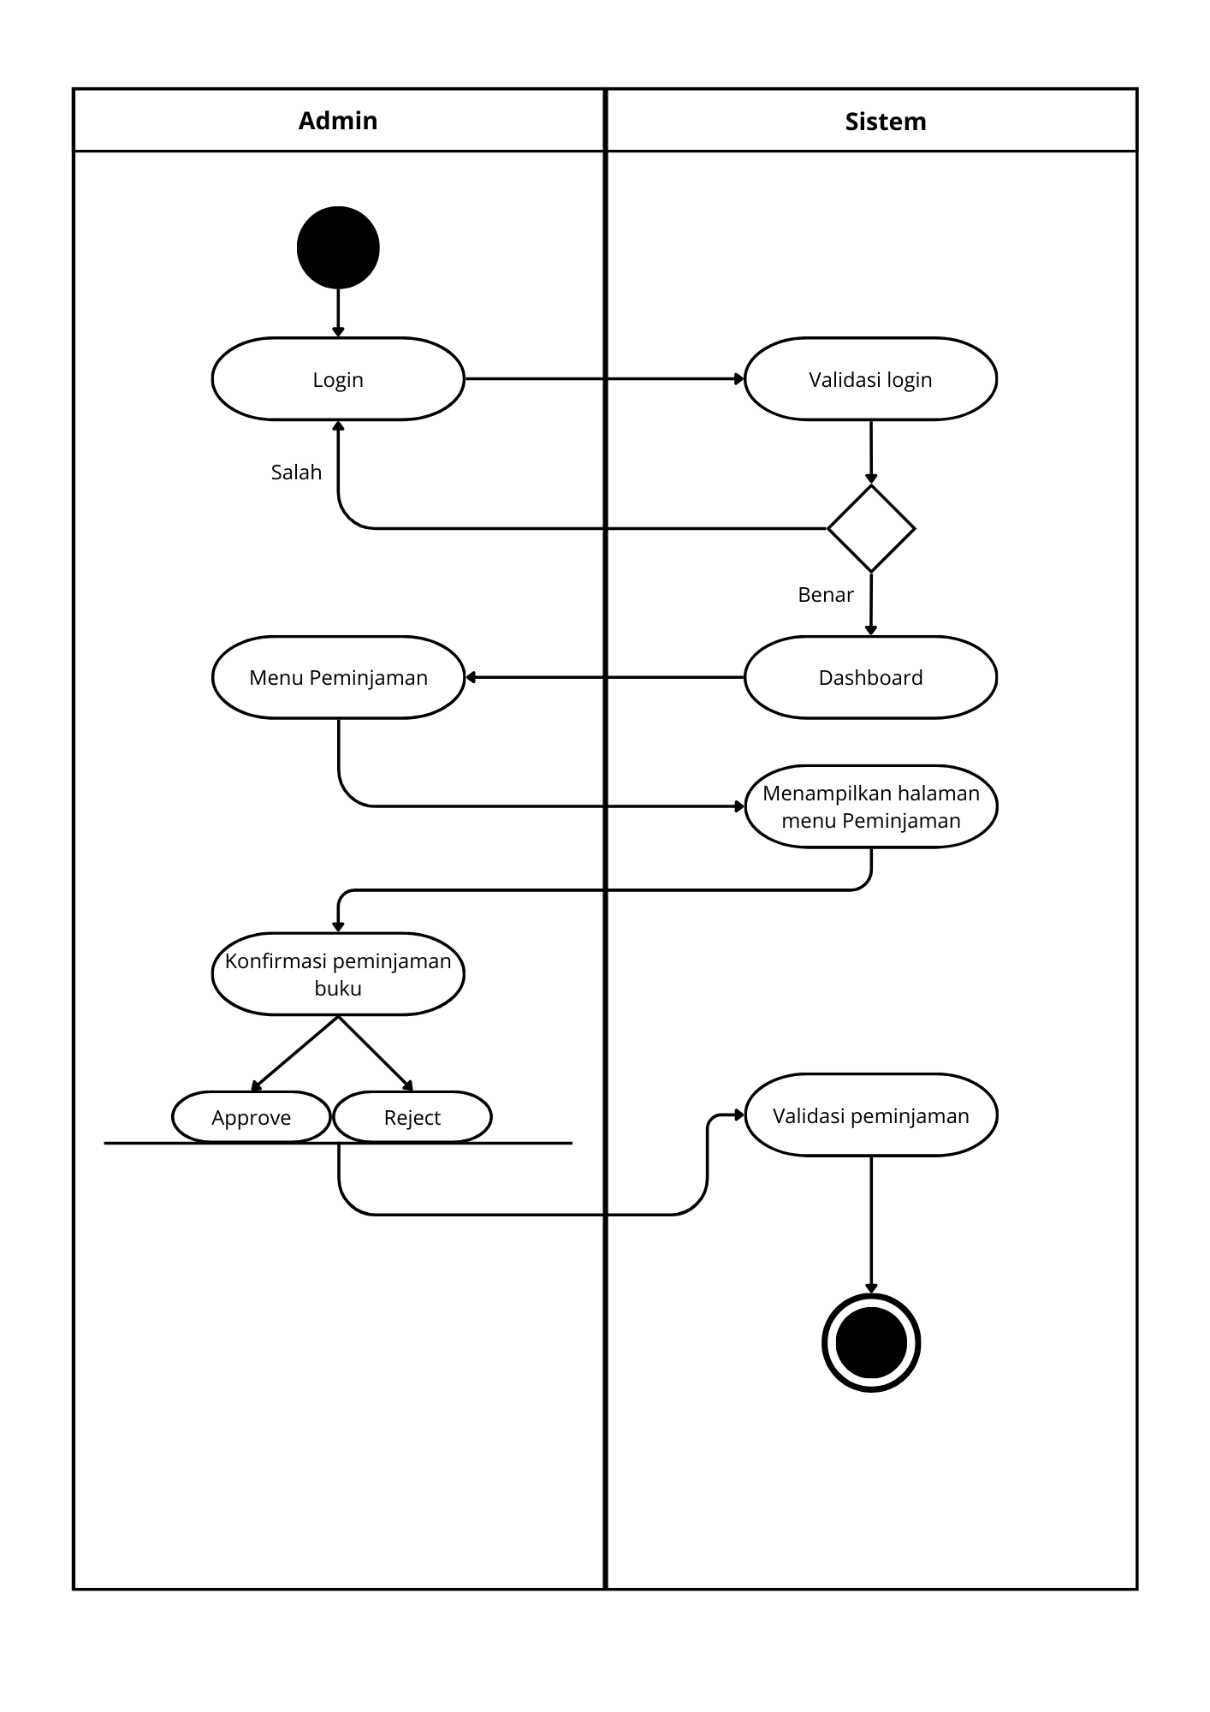 Admin
Sistem
Login
Validasi login
Salah
Benar
Menu Peminjaman
Dashboard
Menampilkan halaman
menu Peminjaman
Konfirmasi peminjaman
buku
Approve
Reject
Validasi peminjaman